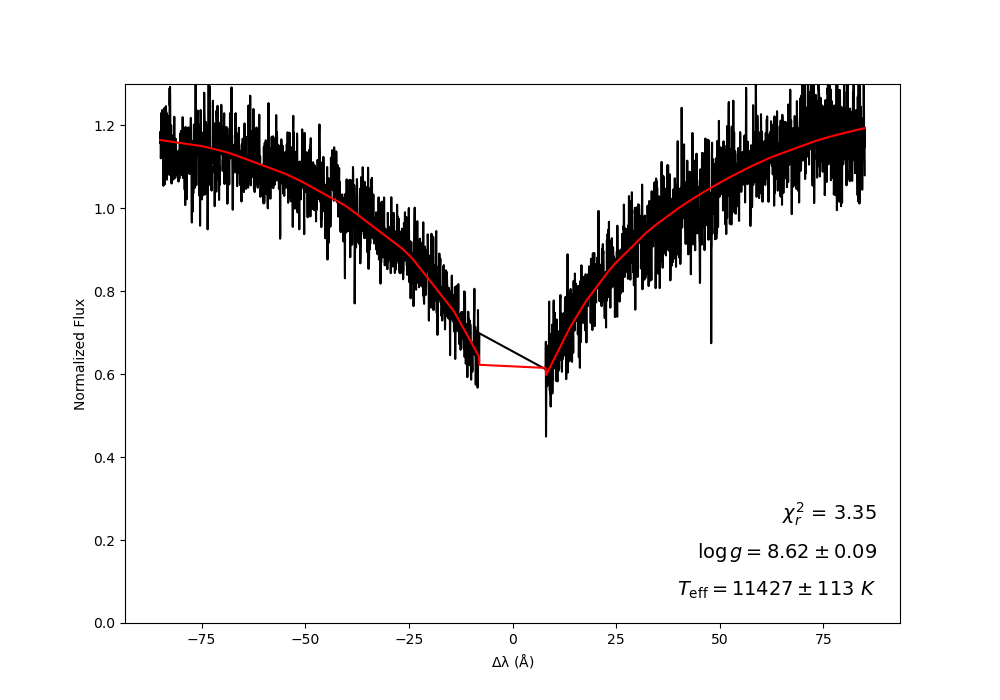 1.2
1.0
0.8
0.6
0.4
0.2
0.0
Normalized Flux
χ²ᵣ = 3.35
log g = 8.62 ± 0.09
T_eff = 11427 ± 113 K
−75 −50 −25 0 25 50 75
Δλ (Å)